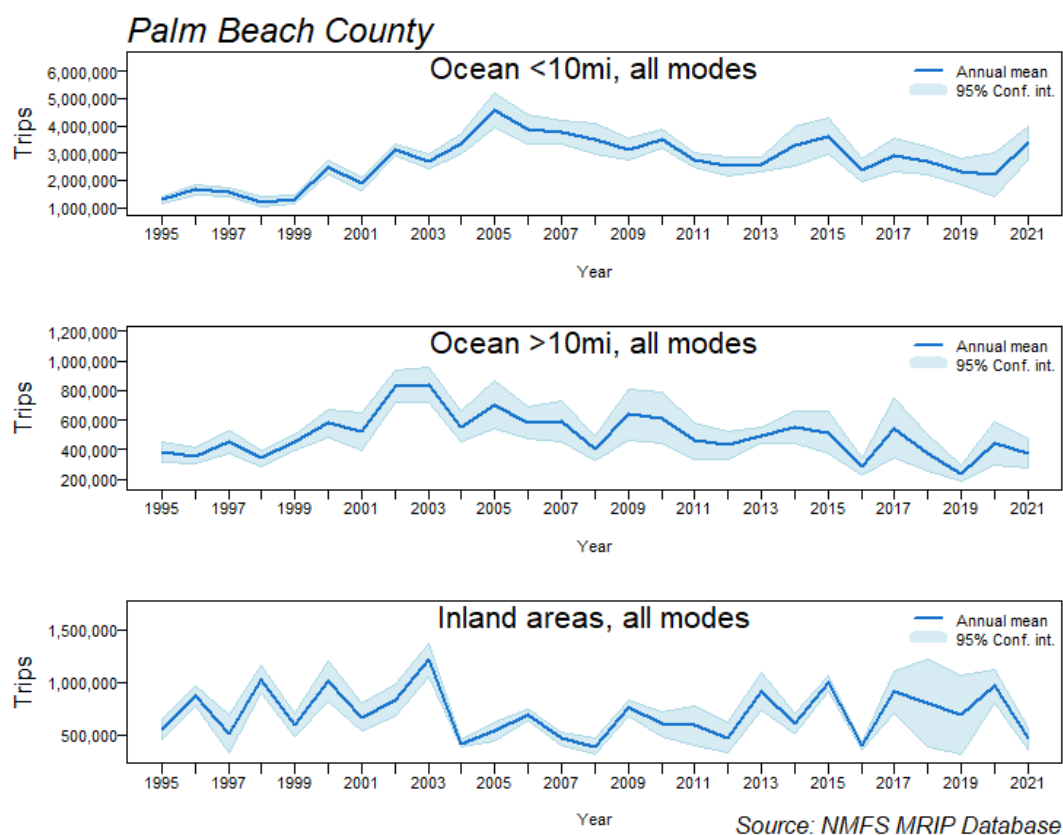 Palm Beach County
Ocean <10mi, all modes
Annual mean
95% Conf. int.
Trips
6,000,000
5,000,000
4,000,000
3,000,000
2,000,000
1,000,000
1995 1997 1999 2001 2003 2005 2007 2009 2011 2013 2015 2017 2019 2021
Year
Ocean >10mi, all modes
Annual mean
95% Conf. int.
Trips
1,200,000
1,000,000
800,000
600,000
400,000
200,000
1995 1997 1999 2001 2003 2005 2007 2009 2011 2013 2015 2017 2019 2021
Year
Inland areas, all modes
Annual mean
95% Conf. int.
Trips
1,500,000
1,000,000
500,000
1995 1997 1999 2001 2003 2005 2007 2009 2011 2013 2015 2017 2019 2021
Year
Source: NMFS MRIP Database